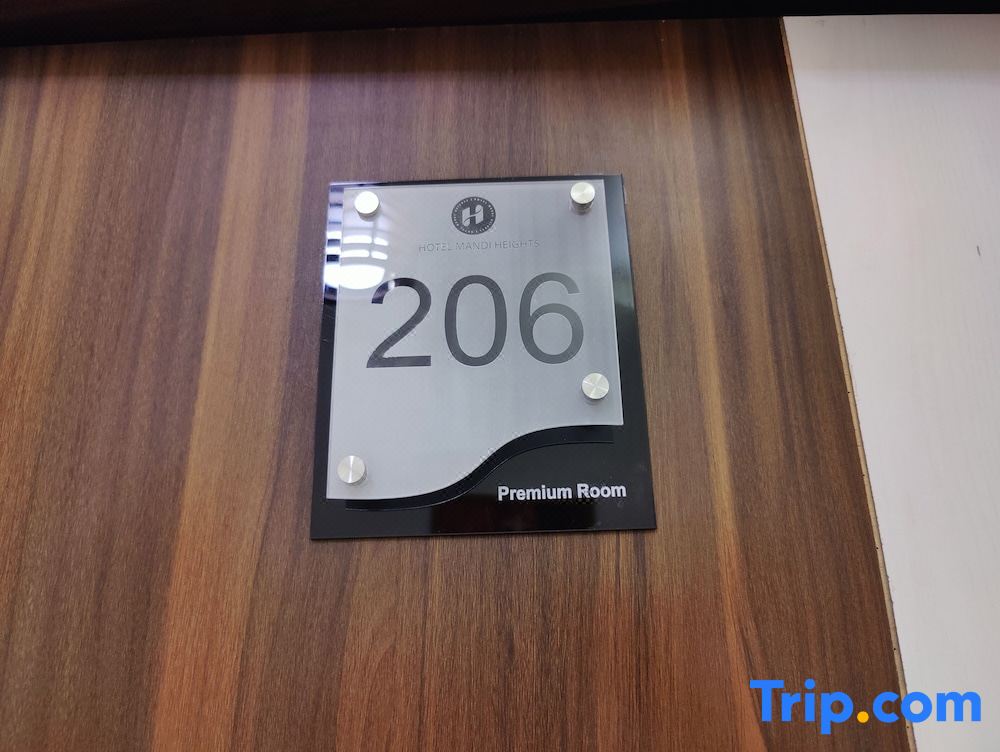 H
HOTEL MANDI HEIGHTS
206
Premium Room
Trip.com